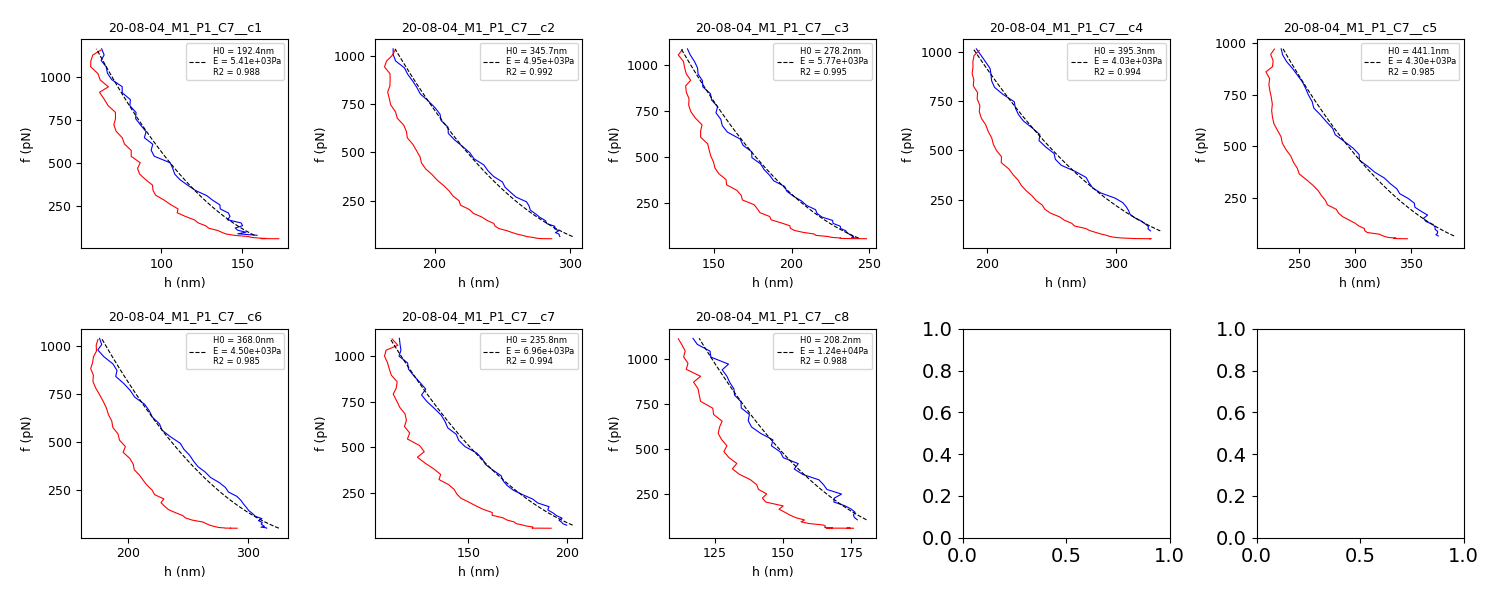 20-08-04_M1_P1_C7__c1
H0 = 192.4nm
E = 5.41e+03Pa
R2 = 0.988
1000
750
500
250
f (pN)
100
150
h (nm)
20-08-04_M1_P1_C7__c2
H0 = 345.7nm
E = 4.95e+03Pa
R2 = 0.992
1000
750
500
250
f (pN)
200
300
h (nm)
20-08-04_M1_P1_C7__c3
H0 = 278.2nm
E = 5.77e+03Pa
R2 = 0.995
1000
750
500
250
f (pN)
150
200
250
h (nm)
20-08-04_M1_P1_C7__c4
H0 = 395.3nm
E = 4.03e+03Pa
R2 = 0.994
1000
750
500
250
f (pN)
200
300
h (nm)
20-08-04_M1_P1_C7__c5
H0 = 441.1nm
E = 4.30e+03Pa
R2 = 0.985
1000
750
500
250
f (pN)
250
300
350
h (nm)
20-08-04_M1_P1_C7__c6
H0 = 368.0nm
E = 4.50e+03Pa
R2 = 0.985
1000
750
500
250
f (pN)
200
300
h (nm)
20-08-04_M1_P1_C7__c7
H0 = 235.8nm
E = 6.96e+03Pa
R2 = 0.994
1000
750
500
250
f (pN)
150
200
h (nm)
20-08-04_M1_P1_C7__c8
H0 = 208.2nm
E = 1.24e+04Pa
R2 = 0.988
1000
750
500
250
f (pN)
125
150
175
h (nm)
1.0
0.8
0.6
0.4
0.2
0.0
0.0
0.5
1.0
1.0
0.8
0.6
0.4
0.2
0.0
0.0
0.5
1.0